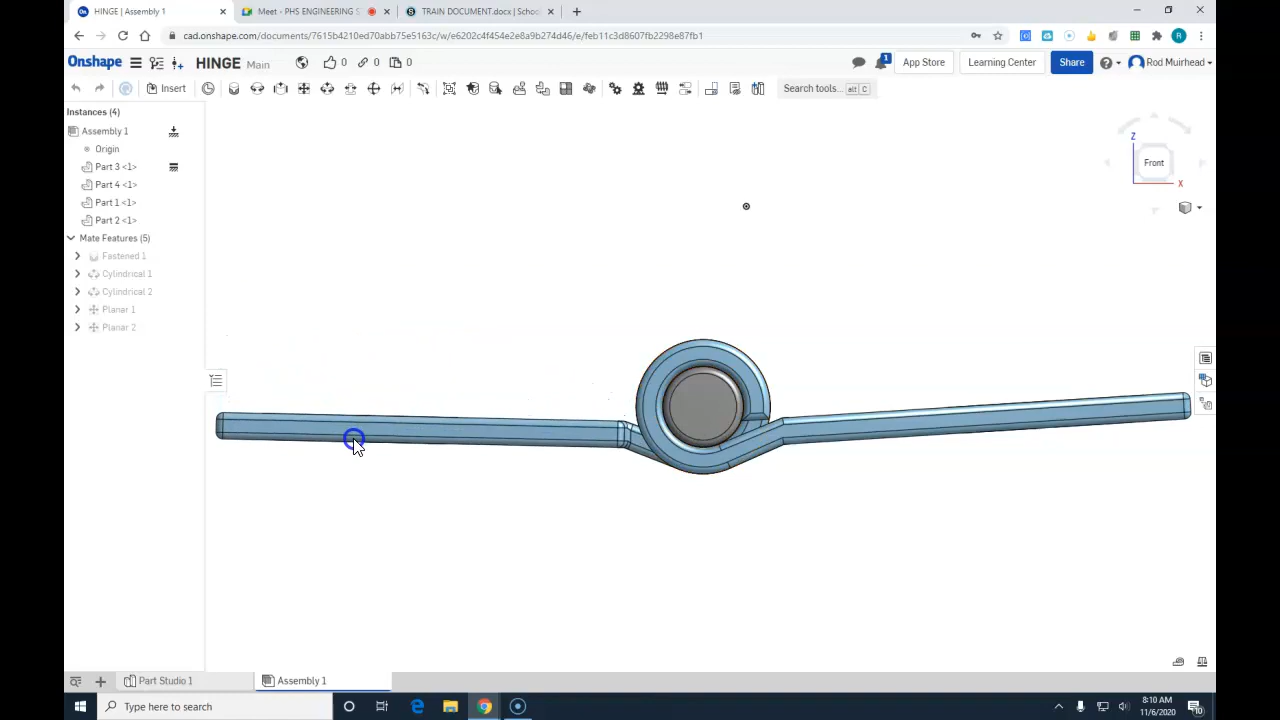 HINGE | Assembly 1
Meet - PHS ENGINEERING S
TRAIN DOCUMENT.docx | Schoo
cad.onshape.com/documents/7615b4210ed70abb75e5163c/w/e6202c4f454e2e8a9b274d46/e/feb11c3d8607fb2298e87fb1
R
Onshape
HINGE Main
0
0
0
1
App Store
Learning Center
Share
Rod Muirhead
Insert
Search tools... alt C
Instances (4)
Assembly 1
Origin
Part 3 <1>
Part 4 <1>
Part 1 <1>
Part 2 <1>
Mate Features (5)
Fastened 1
Cylindrical 1
Cylindrical 2
Planar 1
Planar 2
Z
Front
X
Part Studio 1
Assembly 1
Type here to search
8:10 AM
11/6/2020